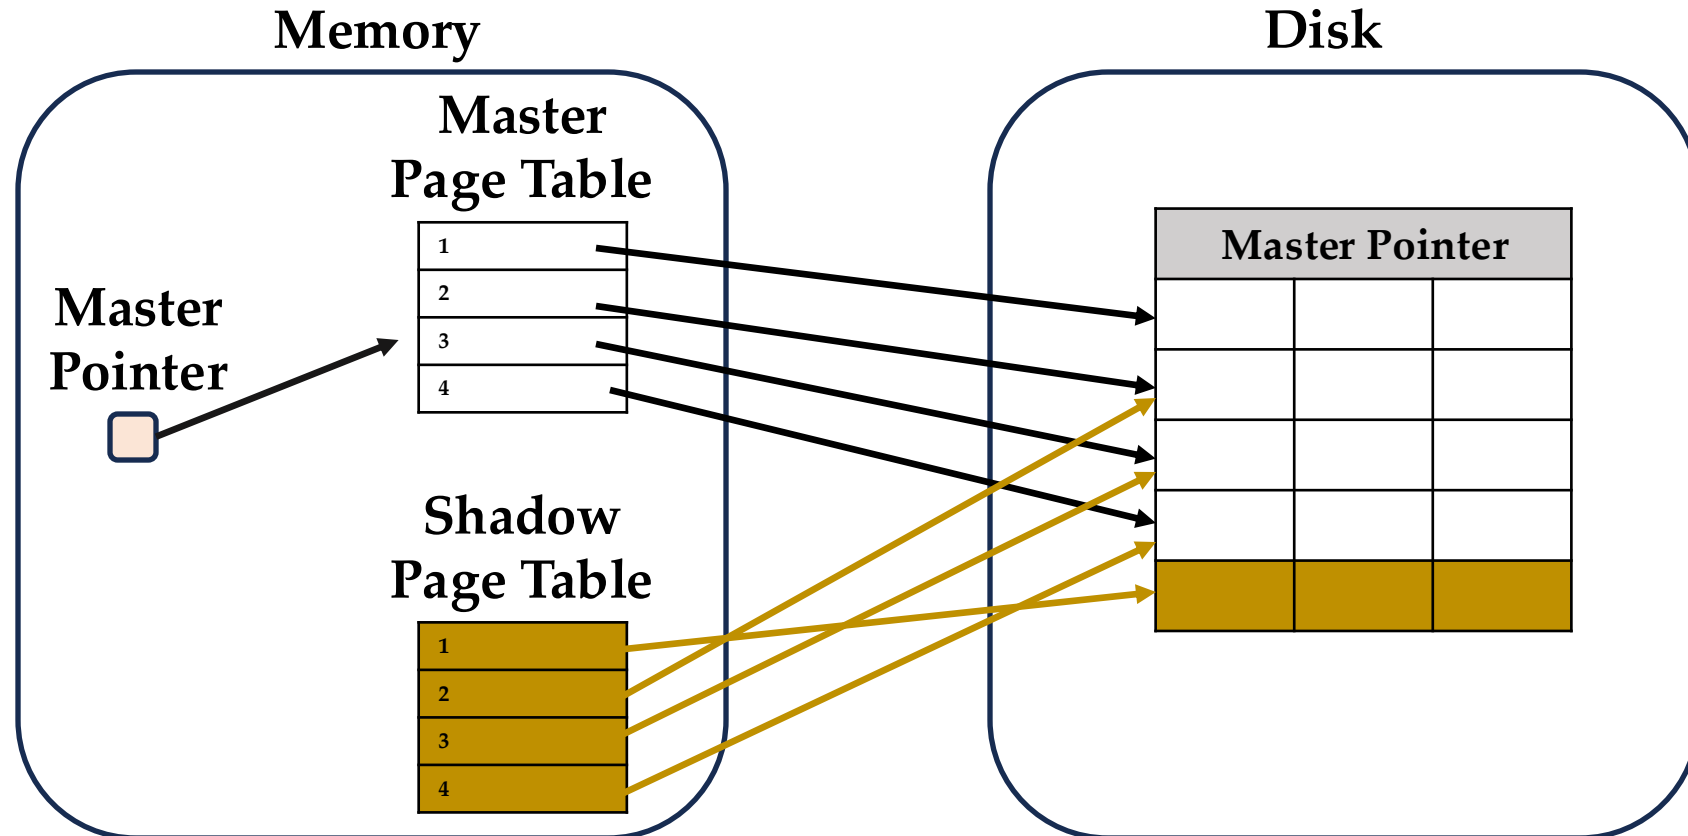 Memory
Disk
Master
Page Table
1
2
3
4
Master
Pointer
Master Pointer
Shadow
Page Table
1
2
3
4